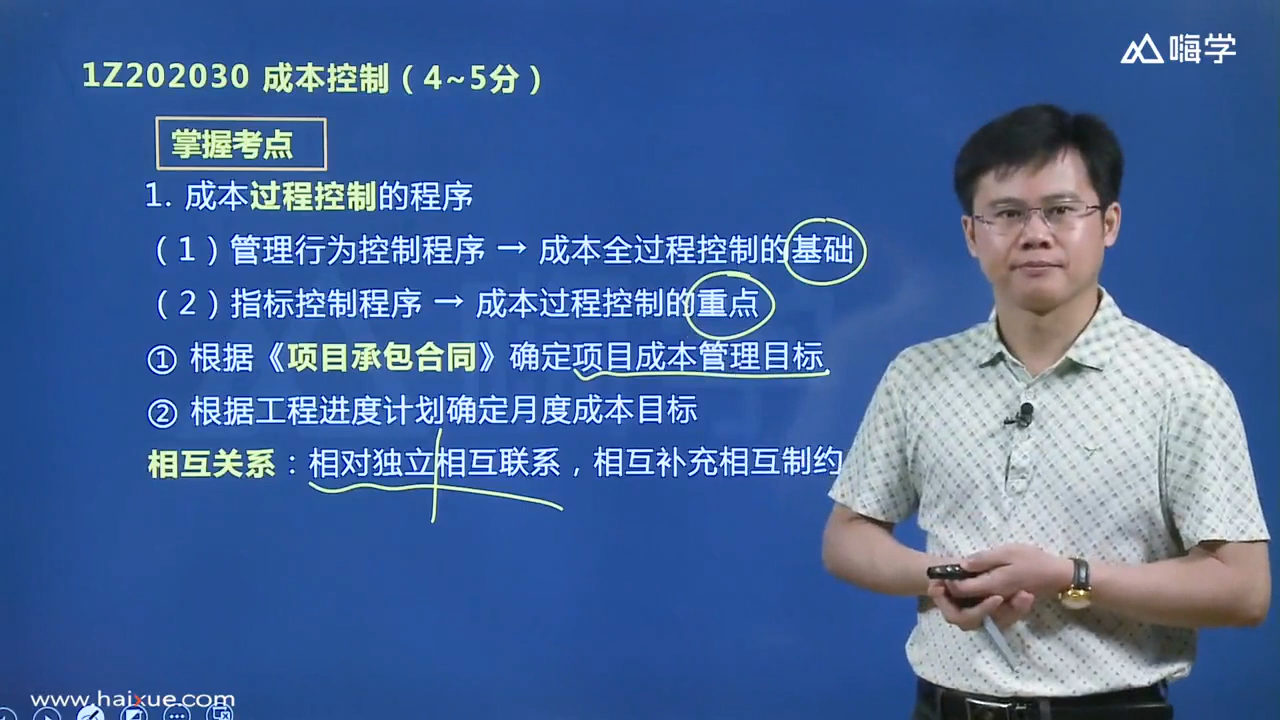 嗨学
1Z202030 成本控制（4~5分）
掌握考点
1. 成本过程控制的程序
（1）管理行为控制程序 → 成本全过程控制的基础
（2）指标控制程序 → 成本过程控制的重点
① 根据《项目承包合同》确定项目成本管理目标
② 根据工程进度计划确定月度成本目标
相互关系：相对独立相互联系，相互补充相互制约
www.haixue.com